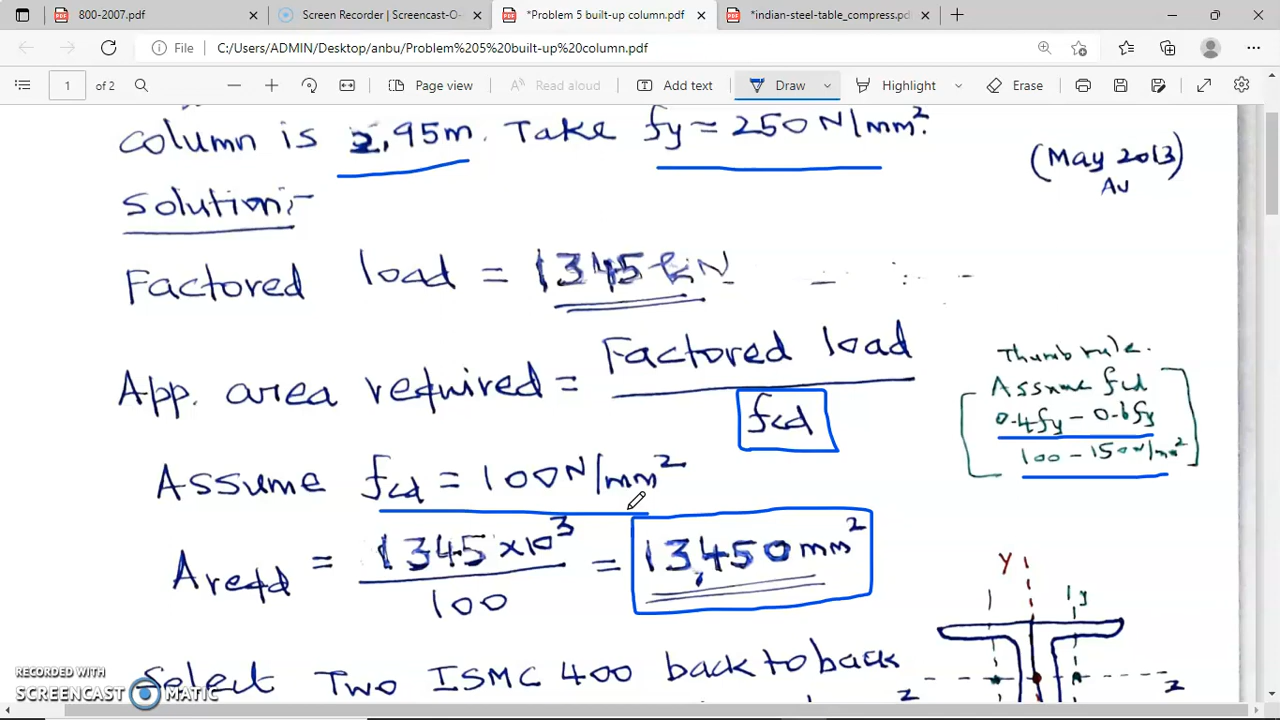 800-2007.pdf
Screen Recorder | Screencast-O-
*Problem 5 built-up column.pdf
*indian-steel-table_compress.pd
File
C:/Users/ADMIN/Desktop/anbu/Problem%205%20built-up%20column.pdf
1
of 2
Page view
Read aloud
Add text
Draw
Highlight
Erase
column is 2.95m. Take fy = 250 N/mm².
(May 2013)
AU
Solution:-
Factored load = 1345 kN
App. area required = Factored load
fcd
Thumb rule.
Assume fcd
0.4fy - 0.6fy
100 - 150 N/mm²
Assume fcd = 100 N/mm²
Areqd = 1345 x 10³ = 13,450 mm²
100
Y
y
Select Two ISMC 400 back to back
z
z
RECORDED WITH
SCREENCAST MATIC